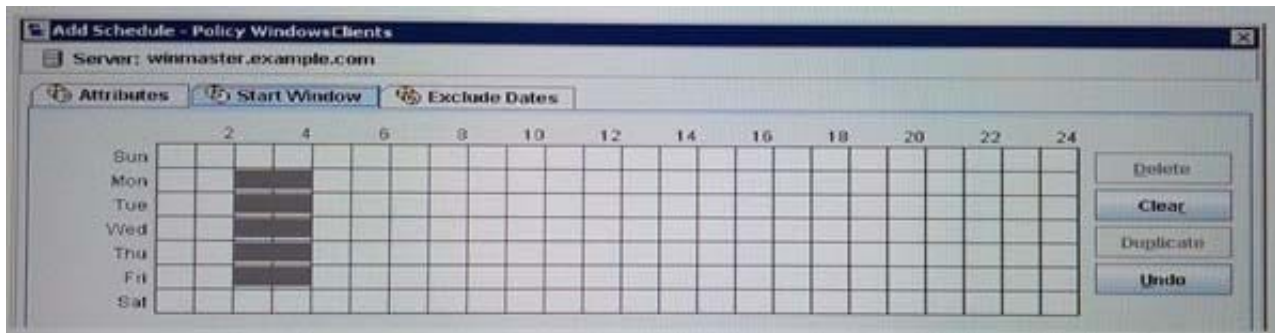 Add Schedule - Policy WindowsClients
Server: winmaster.example.com
Attributes Start Window Exclude Dates
2 4 6 8 10 12 14 16 18 20 22 24
Sun
Mon
Tue
Wed
Thu
Fri
Sat
Delete
Clear
Duplicate
Undo